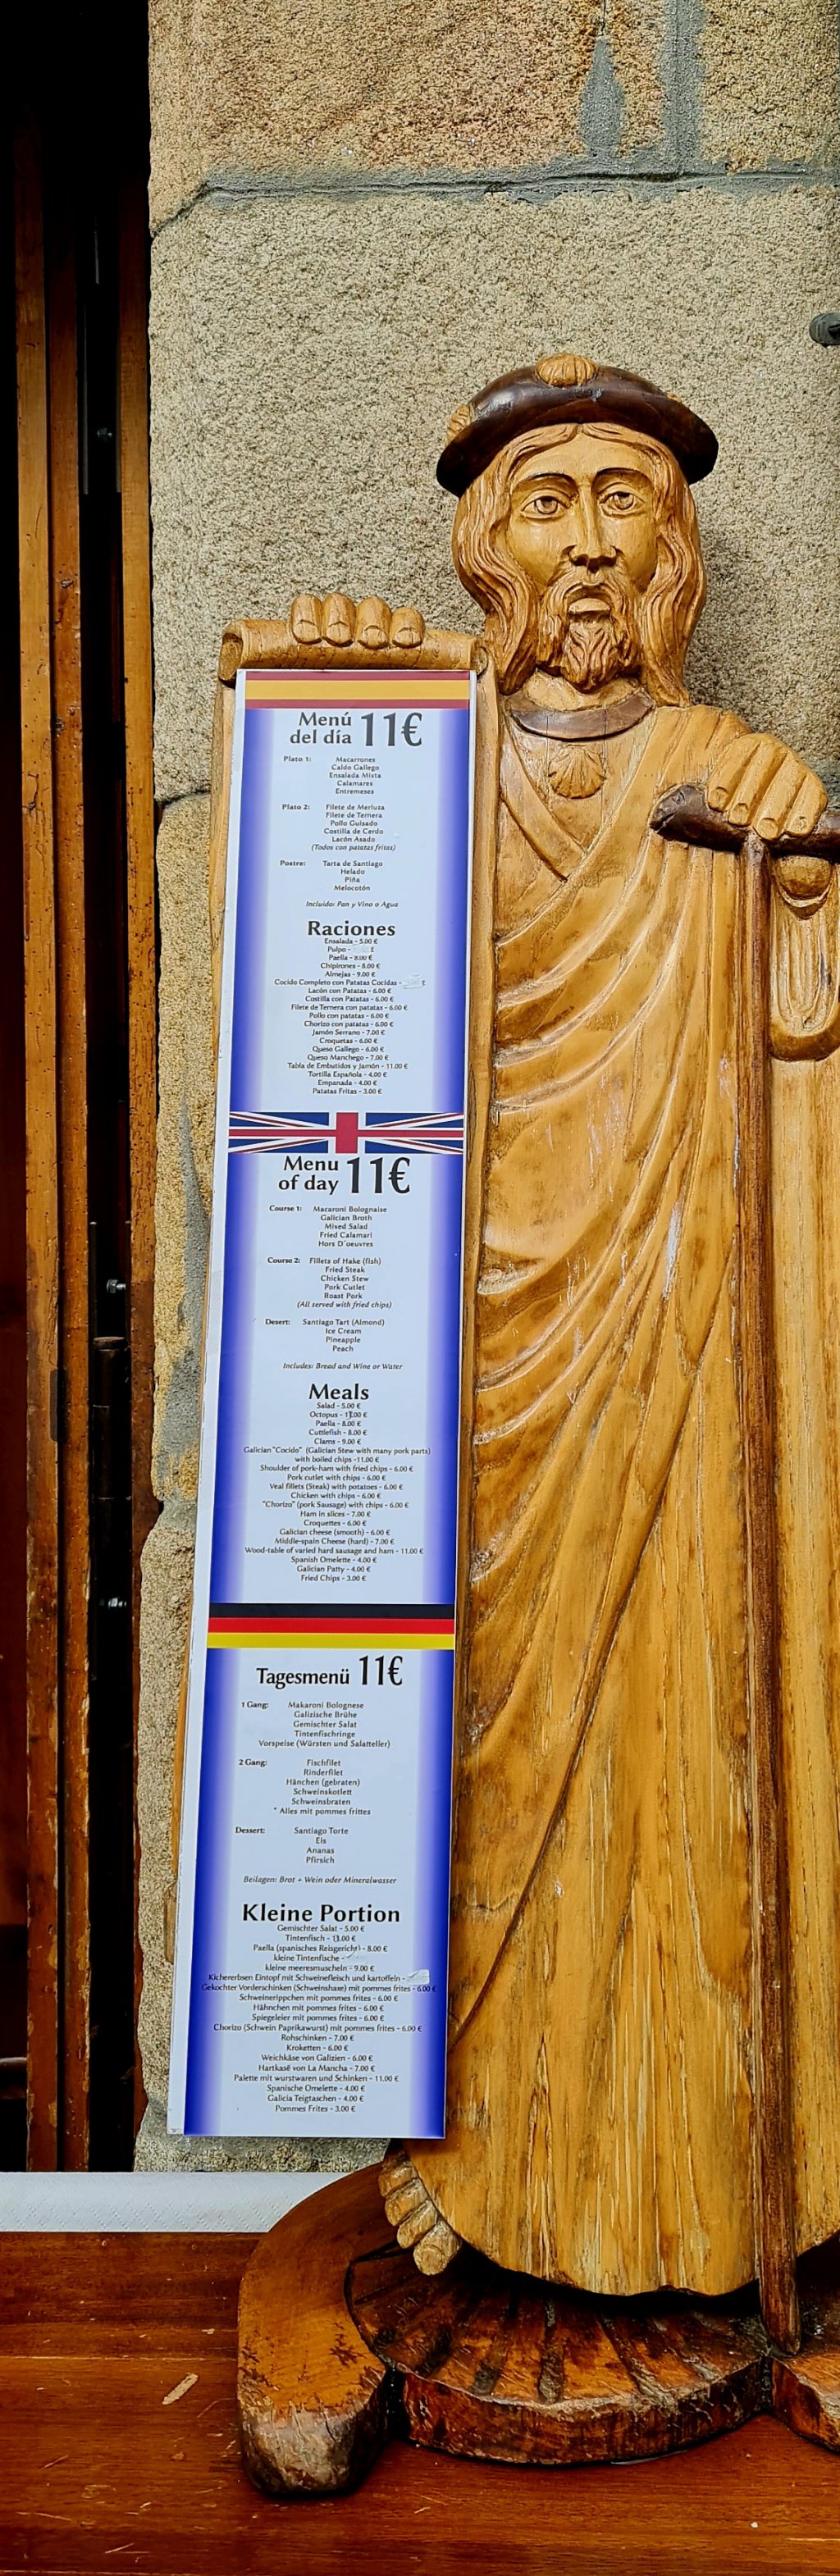 Menú
del día 11€
Plato 1: Macarrones
Caldo Gallego
Ensalada Mixta
Calamares
Entremeses
Plato 2: Filete de Merluza
Filete de Ternera
Pollo Guisado
Costilla de Cerdo
Lacón Asado
(Todos con patatas fritas)
Postre: Tarta de Santiago
Helado
Piña
Melocotón
Incluido: Pan y Vino o Agua
Raciones
Ensalada - 5.00 €
Pulpo - €
Paella - 8.00 €
Chipirones - 8.00 €
Almejas - 9.00 €
Cocido Completo con Patatas Cocidas - €
Lacón con Patatas - 6.00 €
Costilla con Patatas - 6.00 €
Filete de Ternera con patatas - 6.00 €
Pollo con patatas - 6.00 €
Chorizo con patatas - 6.00 €
Jamón Serrano - 7.00 €
Croquetas - 6.00 €
Queso Gallego - 6.00 €
Queso Manchego - 7.00 €
Tabla de Embutidos y Jamón - 11.00 €
Tortilla Española - 4.00 €
Empanada - 4.00 €
Patatas Fritas - 3.00 €
Menu
of day 11€
Course 1: Macaroni Bolognaise
Galician Broth
Mixed Salad
Fried Calamari
Hors D'oeuvres
Course 2: Fillets of Hake (fish)
Fried Steak
Chicken Stew
Pork Cutlet
Roast Pork
(All served with fried chips)
Desert: Santiago Tart (Almond)
Ice Cream
Pineapple
Peach
Includes: Bread and Wine or Water
Meals
Salad - 5.00 €
Octopus - €
Paella - 8.00 €
Cuttlefish - 8.00 €
Clams - 9.00 €
Galician "Cocido" (Galician Stew with many pork parts)
with boiled chips -11.00 €
Shoulder of pork-ham with fried chips - 6.00 €
Pork cutlet with chips - 6.00 €
Veal fillets (Steak) with potatoes - 6.00 €
Chicken with chips - 6.00 €
"Chorizo" (pork Sausage) with chips - 6.00 €
Ham in slices - 7.00 €
Croquettes - 6.00 €
Galician cheese (smooth) - 6.00 €
Middle-spain Cheese (hard) - 7.00 €
Wood-table of varied hard sausage and ham - 11.00 €
Spanish Omelette - 4.00 €
Galician Patty - 4.00 €
Fried Chips - 3.00 €
Tagesmenü 11€
1 Gang: Makaroni Bolognese
Galizische Brühe
Gemischter Salat
Tintenfischringe
Vorspeise (Würsten und Salatteller)
2 Gang: Fischfilet
Rinderfilet
Hänchen (gebraten)
Schweinskotlett
Schweinsbraten
* Alles mit pommes frittes
Dessert: Santiago Torte
Eis
Ananas
Pfirsich
Beilagen: Brot + Wein oder Mineralwasser
Kleine Portion
Gemischter Salat - 5.00 €
Tintenfisch - €
Paella (spanisches Reisgericht) - 8.00 €
kleine Tintenfische -
kleine meeresmuscheln - 9.00 €
Kichererbsen Eintopf mit Schweinefleisch und kartoffeln -
Gekochter Vorderschinken (Schweinshaxe) mit pommes frites - 6.00 €
Schweinerippchen mit pommes frites - 6.00 €
Hähnchen mit pommes frites - 6.00 €
Spiegeleier mit pommes frites - 6.00 €
Chorizo (Schwein Paprikawurst) mit pommes frites - 6.00 €
Rohschinken - 7.00 €
Kroketten - 6.00 €
Weichkäse von Galizien - 6.00 €
Hartkasé von La Mancha - 7.00 €
Palette mit wurstwaren und Schinken - 11.00 €
Spanische Omelette - 4.00 €
Galicia Teigtaschen - 4.00 €
Pommes Frites - 3.00 €